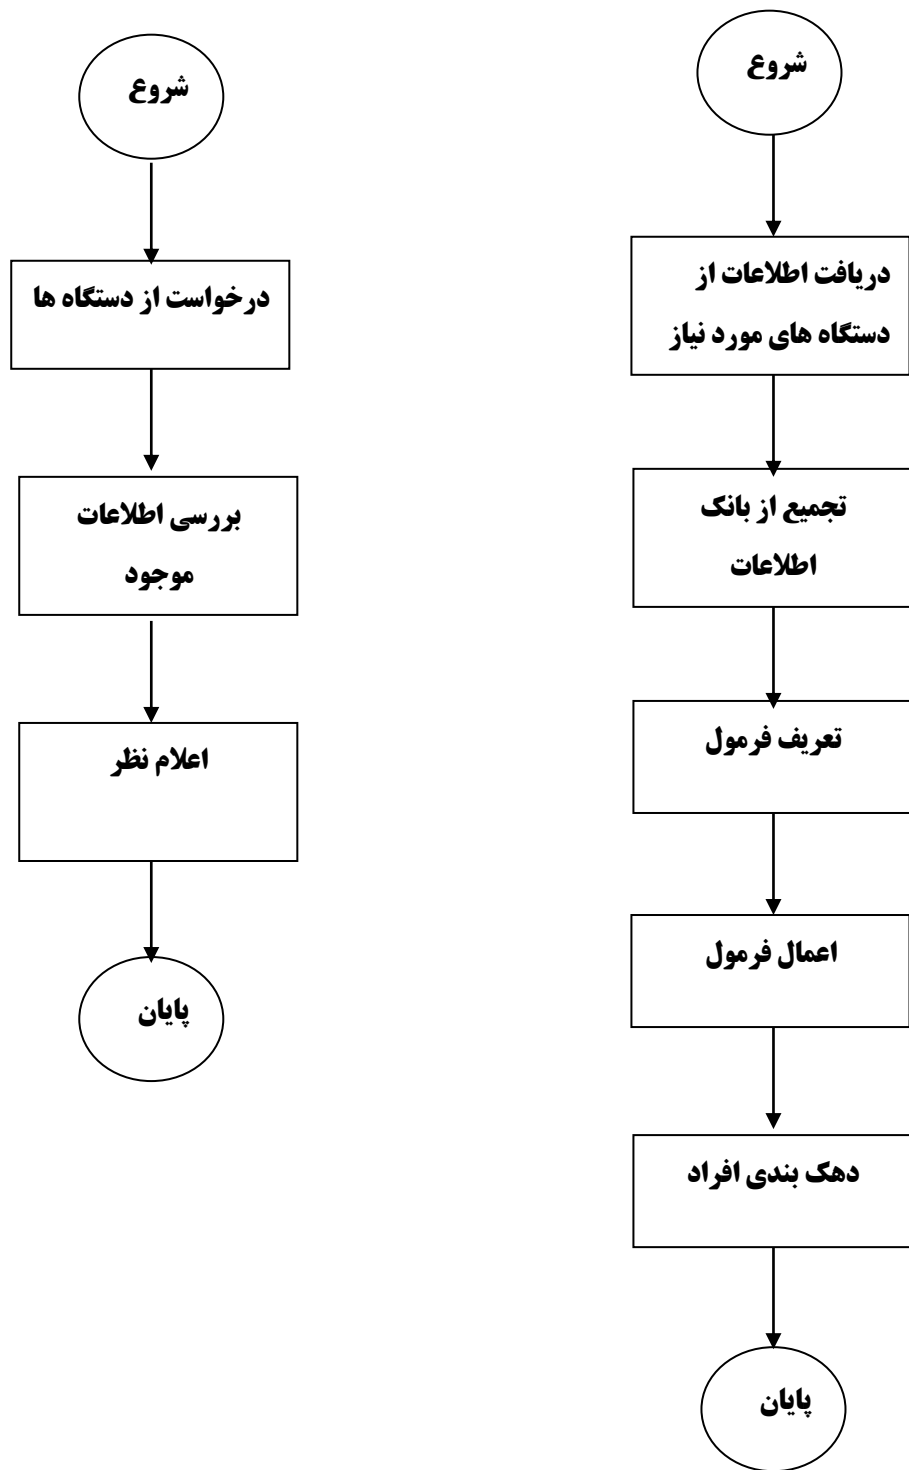 شروع
دریافت اطلاعات از
دستگاه های مورد نیاز
تجمیع از بانک
اطلاعات
تعریف فرمول
اعمال فرمول
دهک بندی افراد
پایان
شروع
درخواست از دستگاه ها
بررسی اطلاعات
موجود
اعلام نظر
پایان